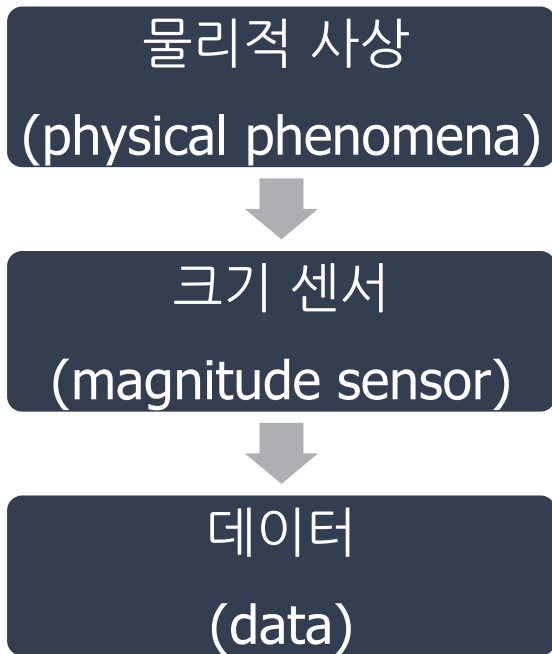 물리적 사상
(physical phenomena)
크기 센서
(magnitude sensor)
데이터
(data)